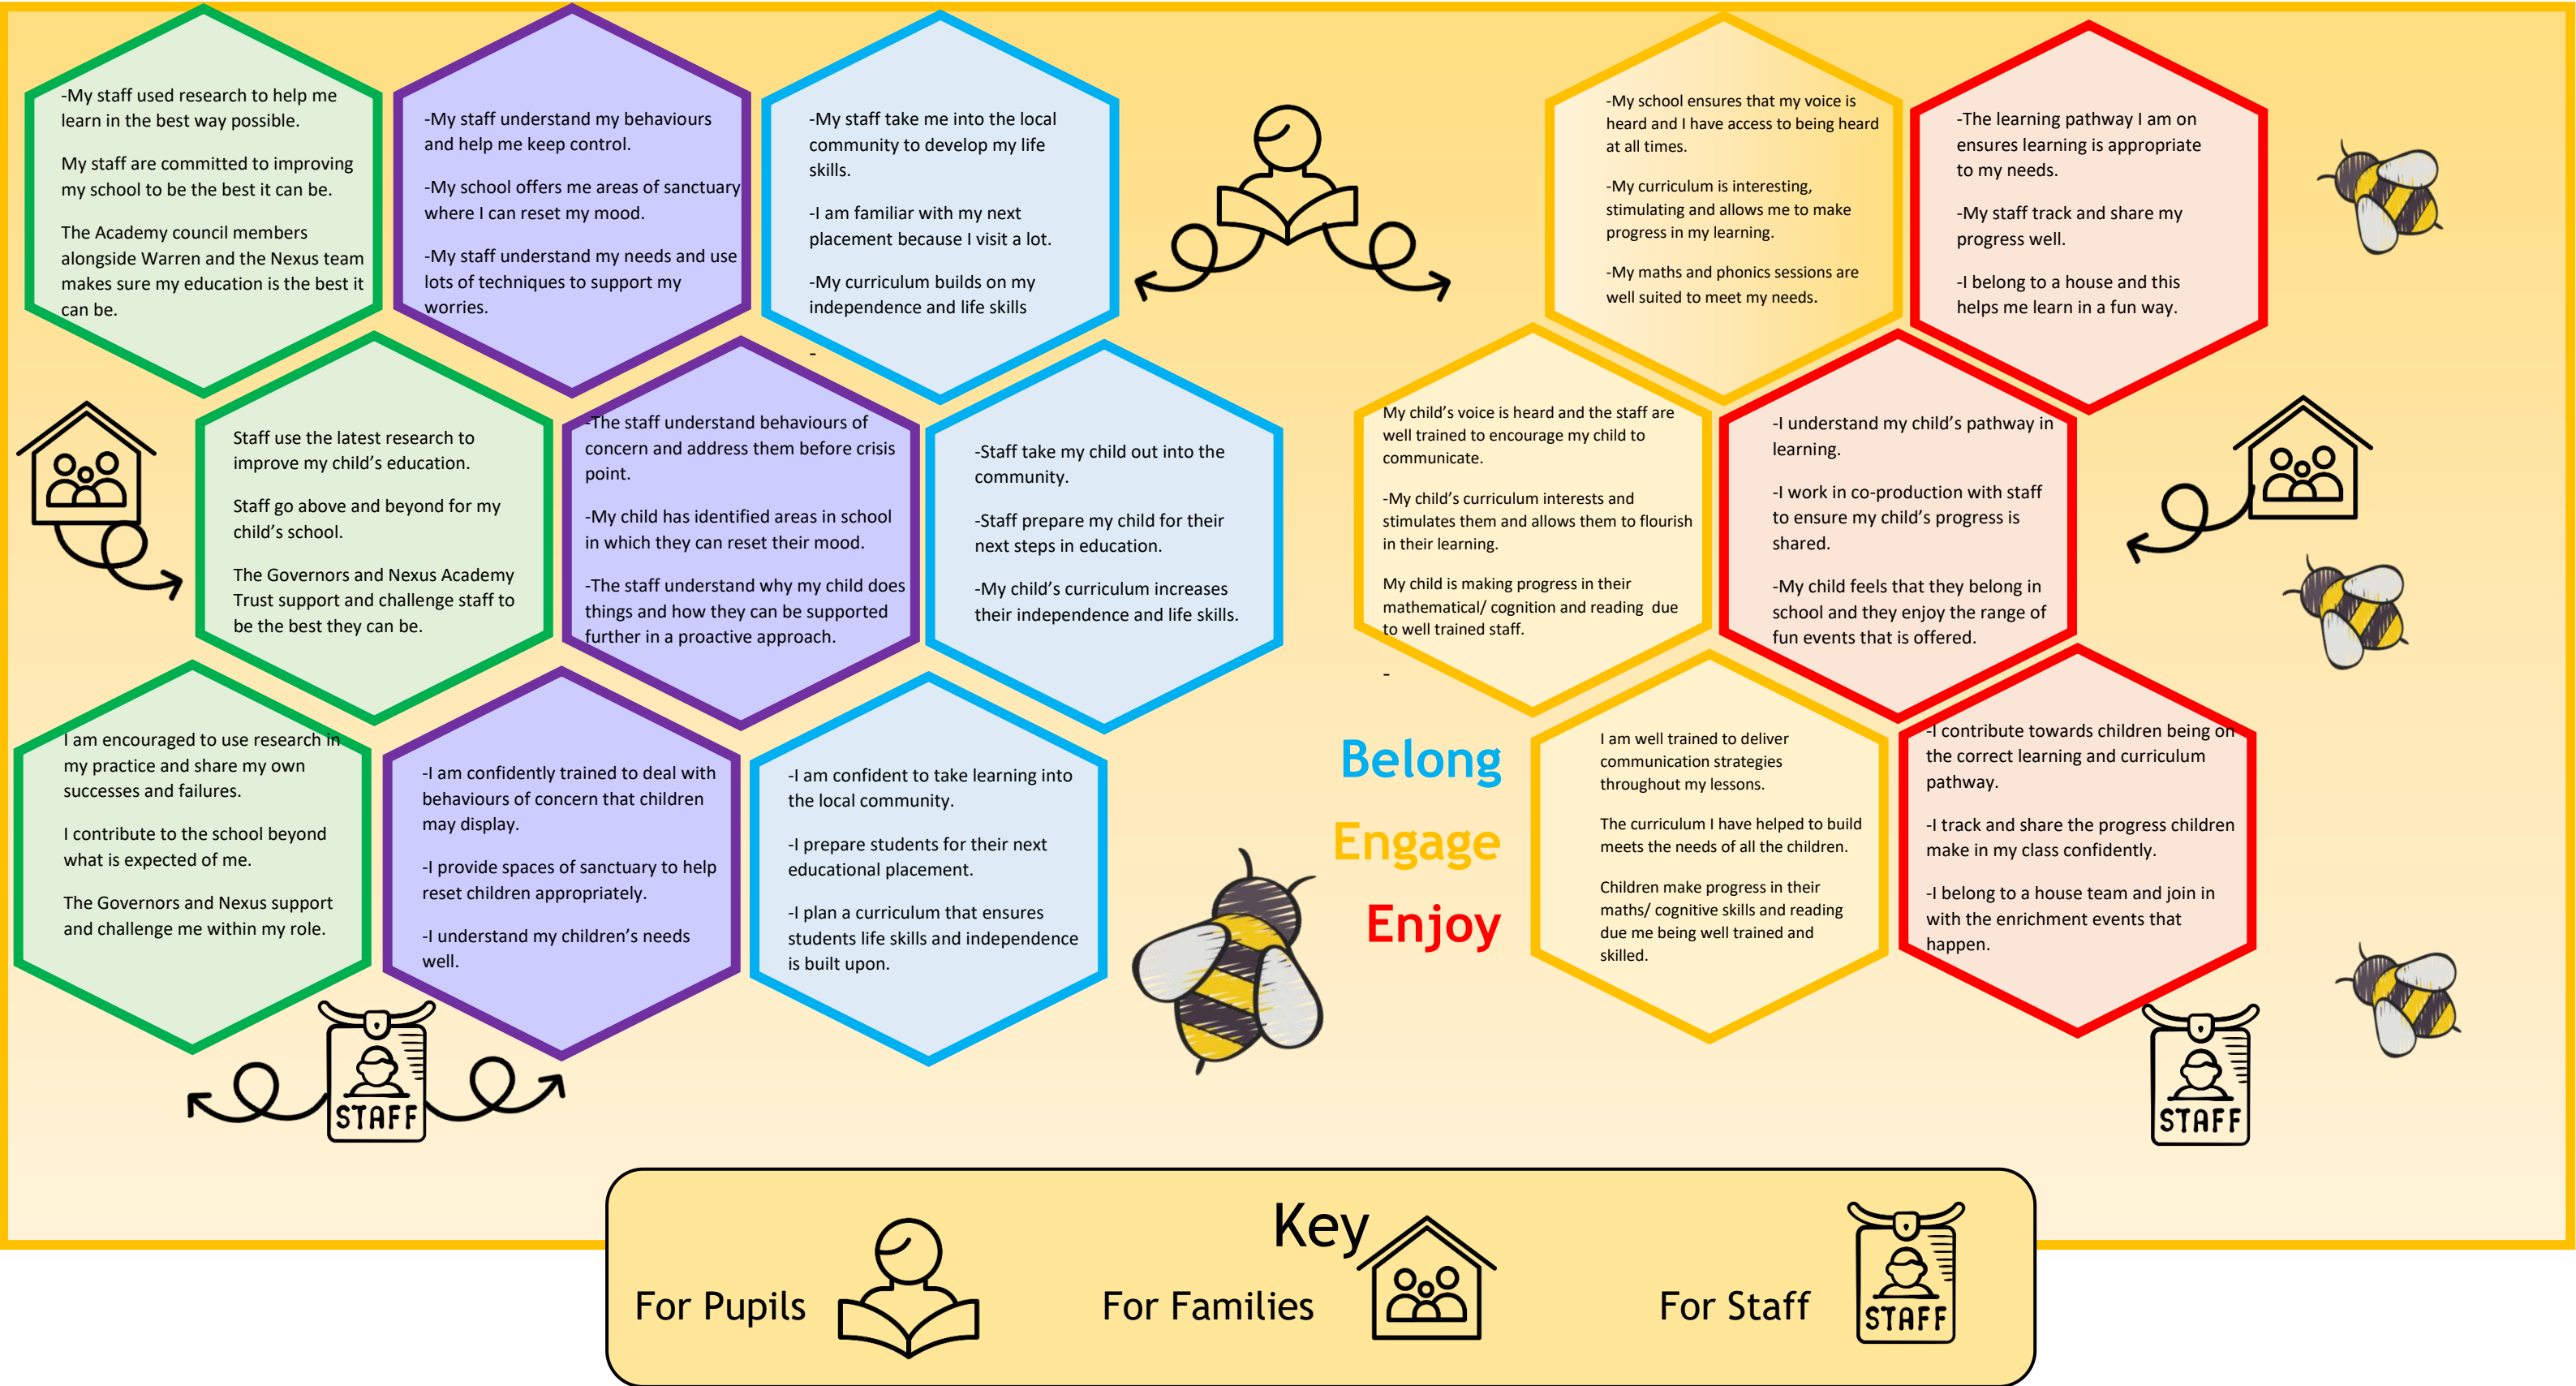 -My staff used research to help me
learn in the best way possible.
My staff are committed to improving
my school to be the best it can be.
The Academy council members
alongside Warren and the Nexus team
makes sure my education is the best it
can be.
-My staff understand my behaviours
and help me keep control.
-My school offers me areas of sanctuary
where I can reset my mood.
-My staff understand my needs and use
lots of techniques to support my
worries.
-My staff take me into the local
community to develop my life
skills.
-I am familiar with my next
placement because I visit a lot.
-My curriculum builds on my
independence and life skills
-
-My school ensures that my voice is
heard and I have access to being heard
at all times.
-My curriculum is interesting,
stimulating and allows me to make
progress in my learning.
-My maths and phonics sessions are
well suited to meet my needs.
-The learning pathway I am on
ensures learning is appropriate
to my needs.
-My staff track and share my
progress well.
-I belong to a house and this
helps me learn in a fun way.
Staff use the latest research to
improve my child’s education.
Staff go above and beyond for my
child’s school.
The Governors and Nexus Academy
Trust support and challenge staff to
be the best they can be.
-The staff understand behaviours of
concern and address them before crisis
point.
-My child has identified areas in school
in which they can reset their mood.
-The staff understand why my child does
things and how they can be supported
further in a proactive approach.
-Staff take my child out into the
community.
-Staff prepare my child for their
next steps in education.
-My child’s curriculum increases
their independence and life skills.
My child’s voice is heard and the staff are
well trained to encourage my child to
communicate.
-My child’s curriculum interests and
stimulates them and allows them to flourish
in their learning.
My child is making progress in their
mathematical/ cognition and reading  due
to well trained staff.
-
-I understand my child’s pathway in
learning.
-I work in co-production with staff
to ensure my child’s progress is
shared.
-My child feels that they belong in
school and they enjoy the range of
fun events that is offered.
I am encouraged to use research in
my practice and share my own
successes and failures.
I contribute to the school beyond
what is expected of me.
The Governors and Nexus support
and challenge me within my role.
-I am confidently trained to deal with
behaviours of concern that children
may display.
-I provide spaces of sanctuary to help
reset children appropriately.
-I understand my children’s needs
well.
-I am confident to take learning into
the local community.
-I prepare students for their next
educational placement.
-I plan a curriculum that ensures
students life skills and independence
is built upon.
Belong
Engage
Enjoy
I am well trained to deliver
communication strategies
throughout my lessons.
The curriculum I have helped to build
meets the needs of all the children.
Children make progress in their
maths/ cognitive skills and reading
due me being well trained and
skilled.
-I contribute towards children being on
the correct learning and curriculum
pathway.
-I track and share the progress children
make in my class confidently.
-I belong to a house team and join in
with the enrichment events that
happen.
STAFF
STAFF
Key
For Pupils
For Families
For Staff
STAFF